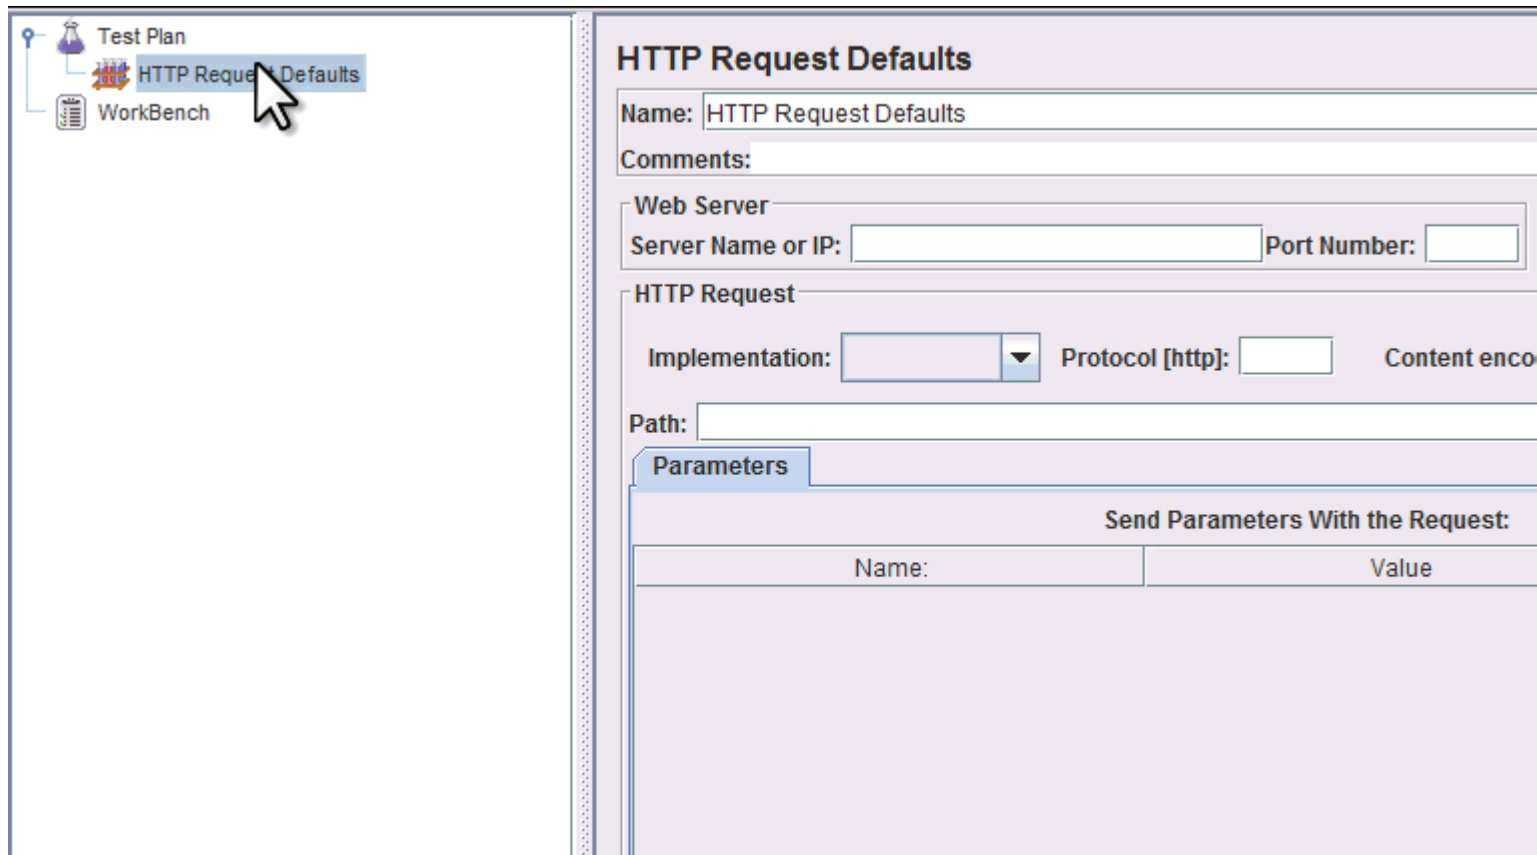 Test Plan
HTTP Request Defaults
WorkBench
HTTP Request Defaults
Name: HTTP Request Defaults
Comments:
Web Server
Server Name or IP: Port Number:
HTTP Request
Implementation: Protocol [http]: Content enco
Path:
Parameters
Send Parameters With the Request:
Name: Value